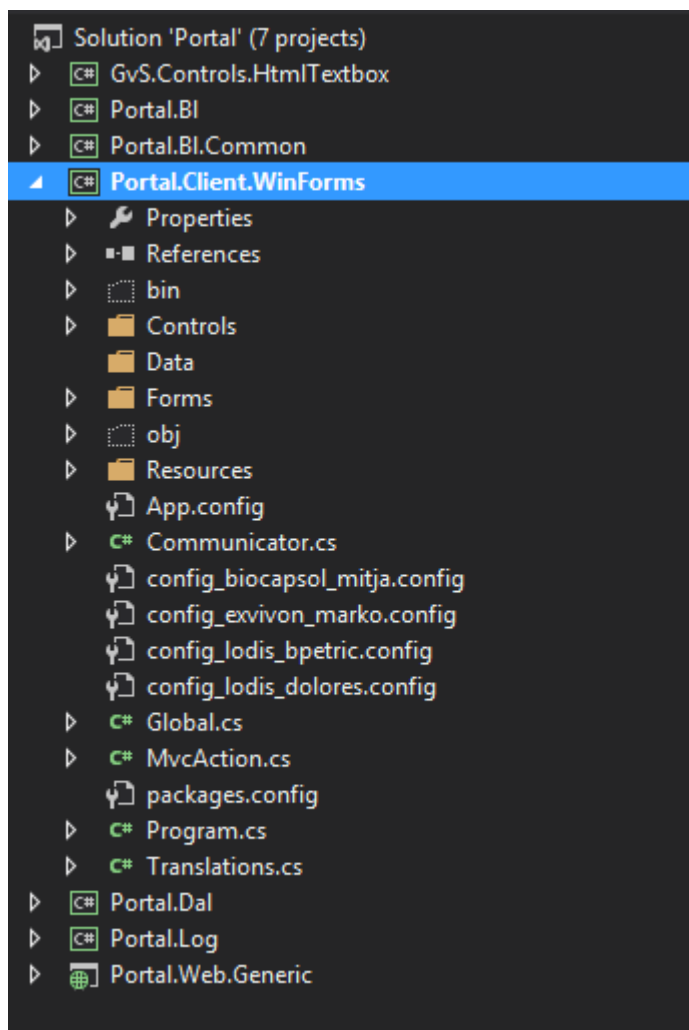 Solution 'Portal' (7 projects)
C# GvS.Controls.HtmlTextbox
C# Portal.Bl
C# Portal.Bl.Common
C# Portal.Client.WinForms
Properties
References
bin
Controls
Data
Forms
obj
Resources
App.config
C# Communicator.cs
config_biocapsol_mitja.config
config_exvivon_marko.config
config_lodis_bpetric.config
config_lodis_dolores.config
C# Global.cs
C# MvcAction.cs
packages.config
C# Program.cs
C# Translations.cs
C# Portal.Dal
C# Portal.Log
Portal.Web.Generic